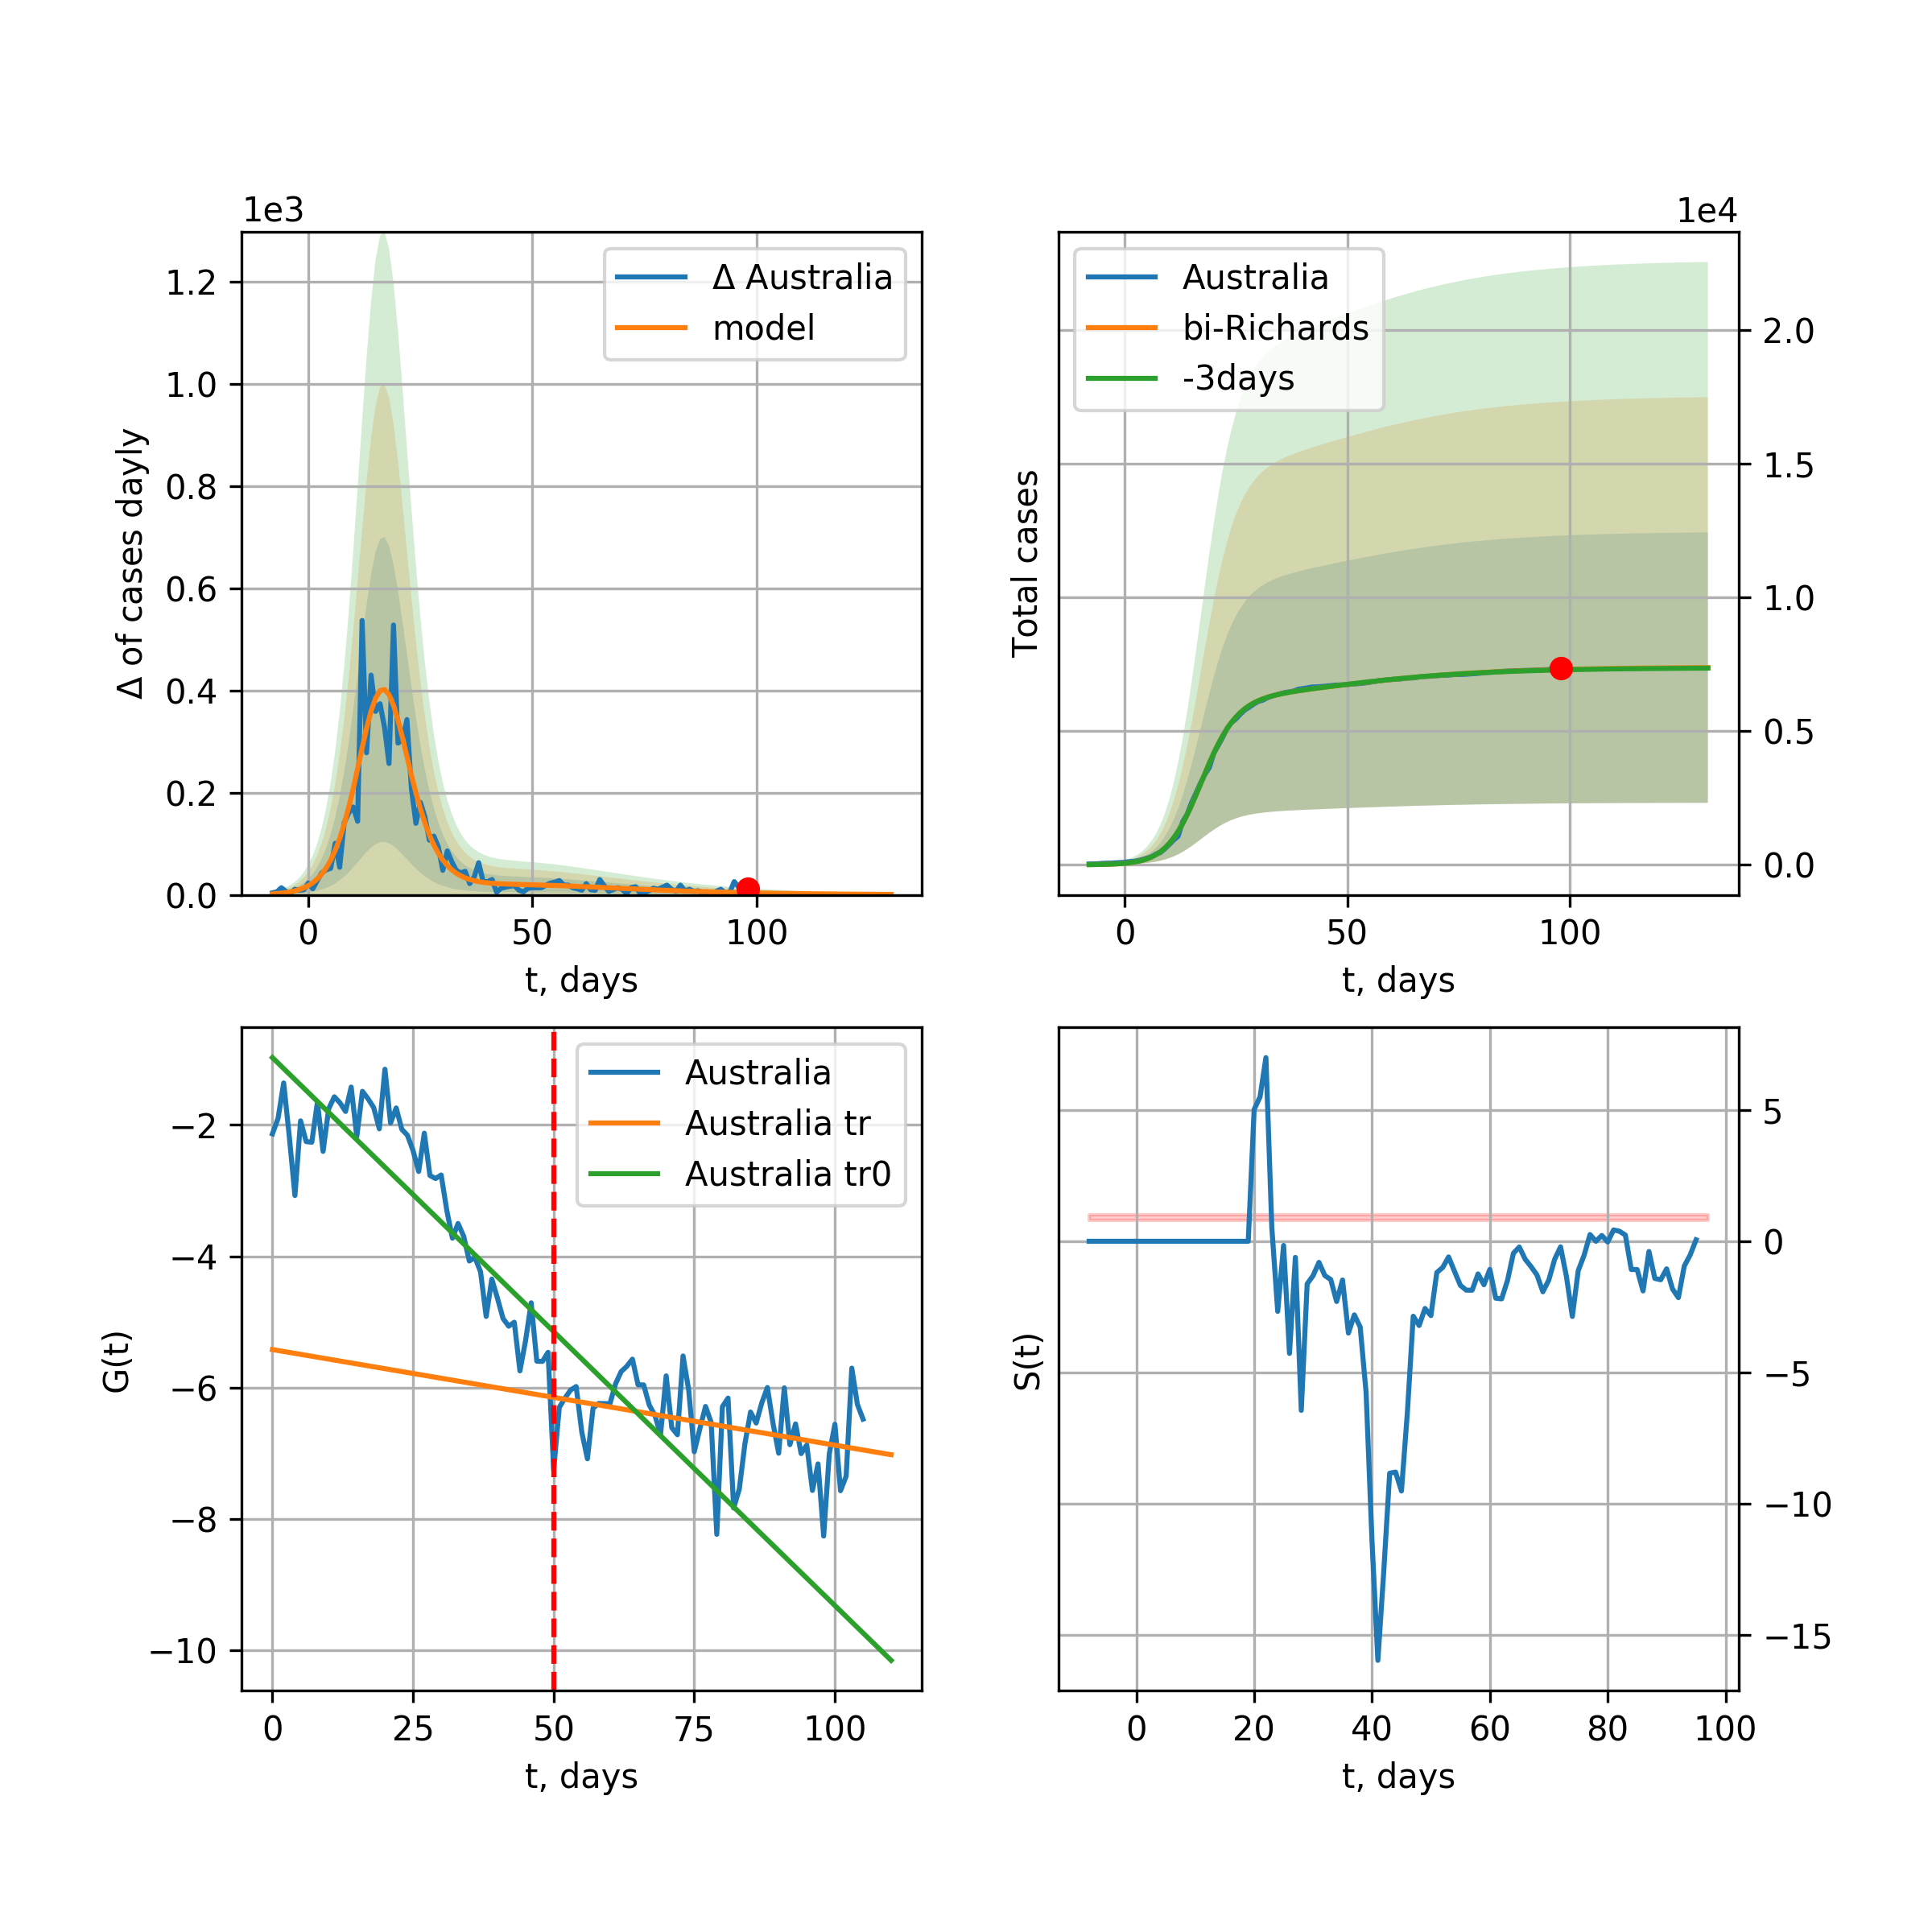 1e3
Δ Australia
model
1.2
1.0
0.8
0.6
0.4
0.2
0.0
Δ of cases dayly
0 50 100
t, days
1e4
Australia
bi-Richards
-3days
2.0
1.5
1.0
0.5
0.0
Total cases
0 50 100
t, days
Australia
Australia tr
Australia tr0
−2
−4
−6
−8
−10
G(t)
0 25 50 75 100
t, days
5
0
−5
−10
−15
S(t)
0 20 40 60 80 100
t, days